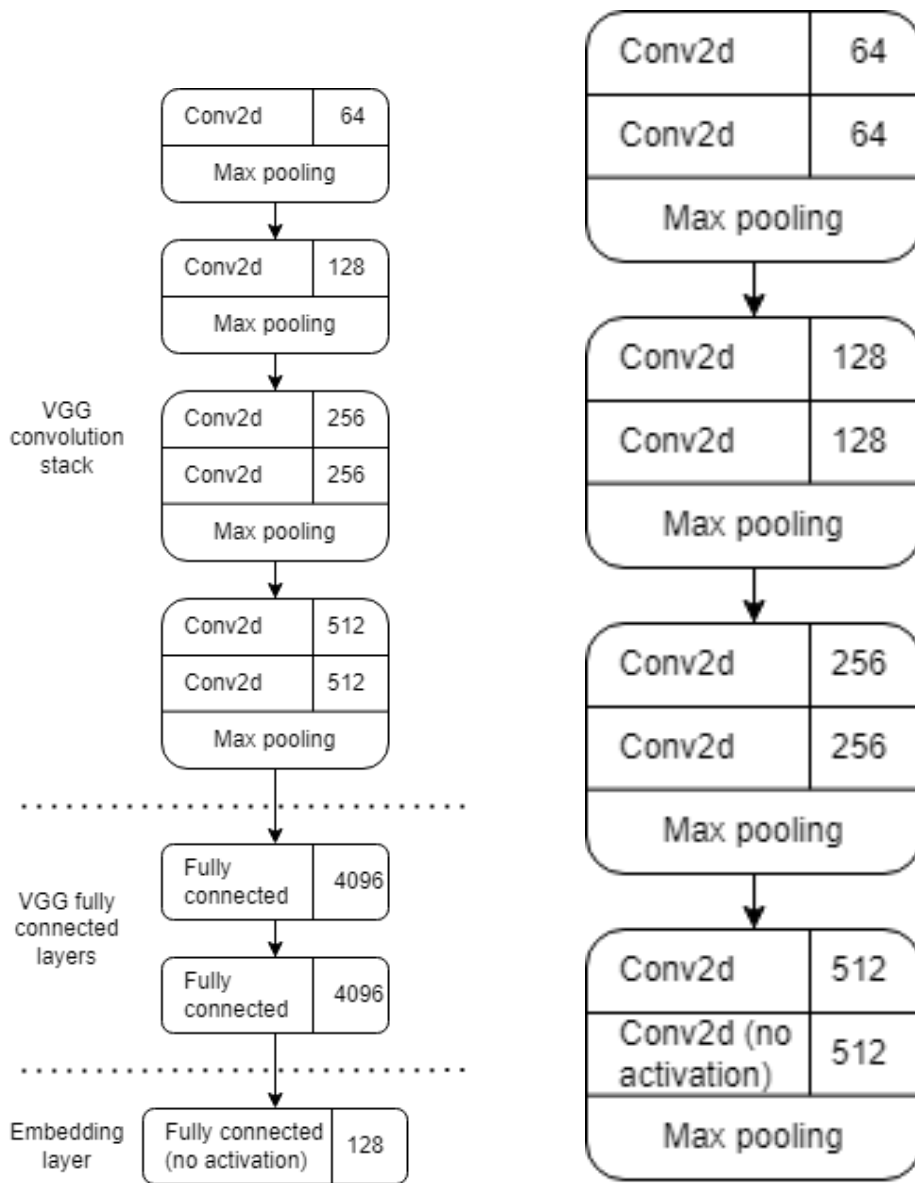 Conv2d 64
Max pooling
Conv2d 128
Max pooling
VGG
convolution
stack
Conv2d 256
Conv2d 256
Max pooling
Conv2d 512
Conv2d 512
Max pooling
VGG fully
connected
layers
Fully
connected 4096
Fully
connected 4096
Embedding
layer
Fully connected
(no activation) 128
Conv2d 64
Conv2d 64
Max pooling
Conv2d 128
Conv2d 128
Max pooling
Conv2d 256
Conv2d 256
Max pooling
Conv2d 512
Conv2d (no
activation) 512
Max pooling